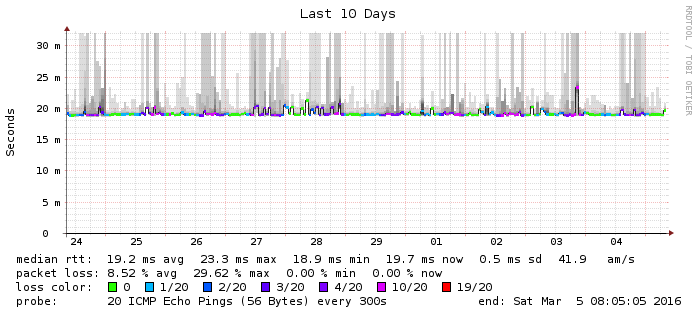 Last 10 Days
RRDTOOL / TOBI OETIKER
Seconds
30 m
25 m
20 m
15 m
10 m
5 m
0
24 25 26 27 28 29 01 02 03 04
median rtt: 19.2 ms avg 23.3 ms max 18.9 ms min 19.7 ms now 0.5 ms sd 41.9 am/s
packet loss: 8.52 % avg 29.62 % max 0.00 % min 0.00 % now
loss color: 0 1/20 2/20 3/20 4/20 10/20 19/20
probe: 20 ICMP Echo Pings (56 Bytes) every 300s end: Sat Mar 5 08:05:05 2016